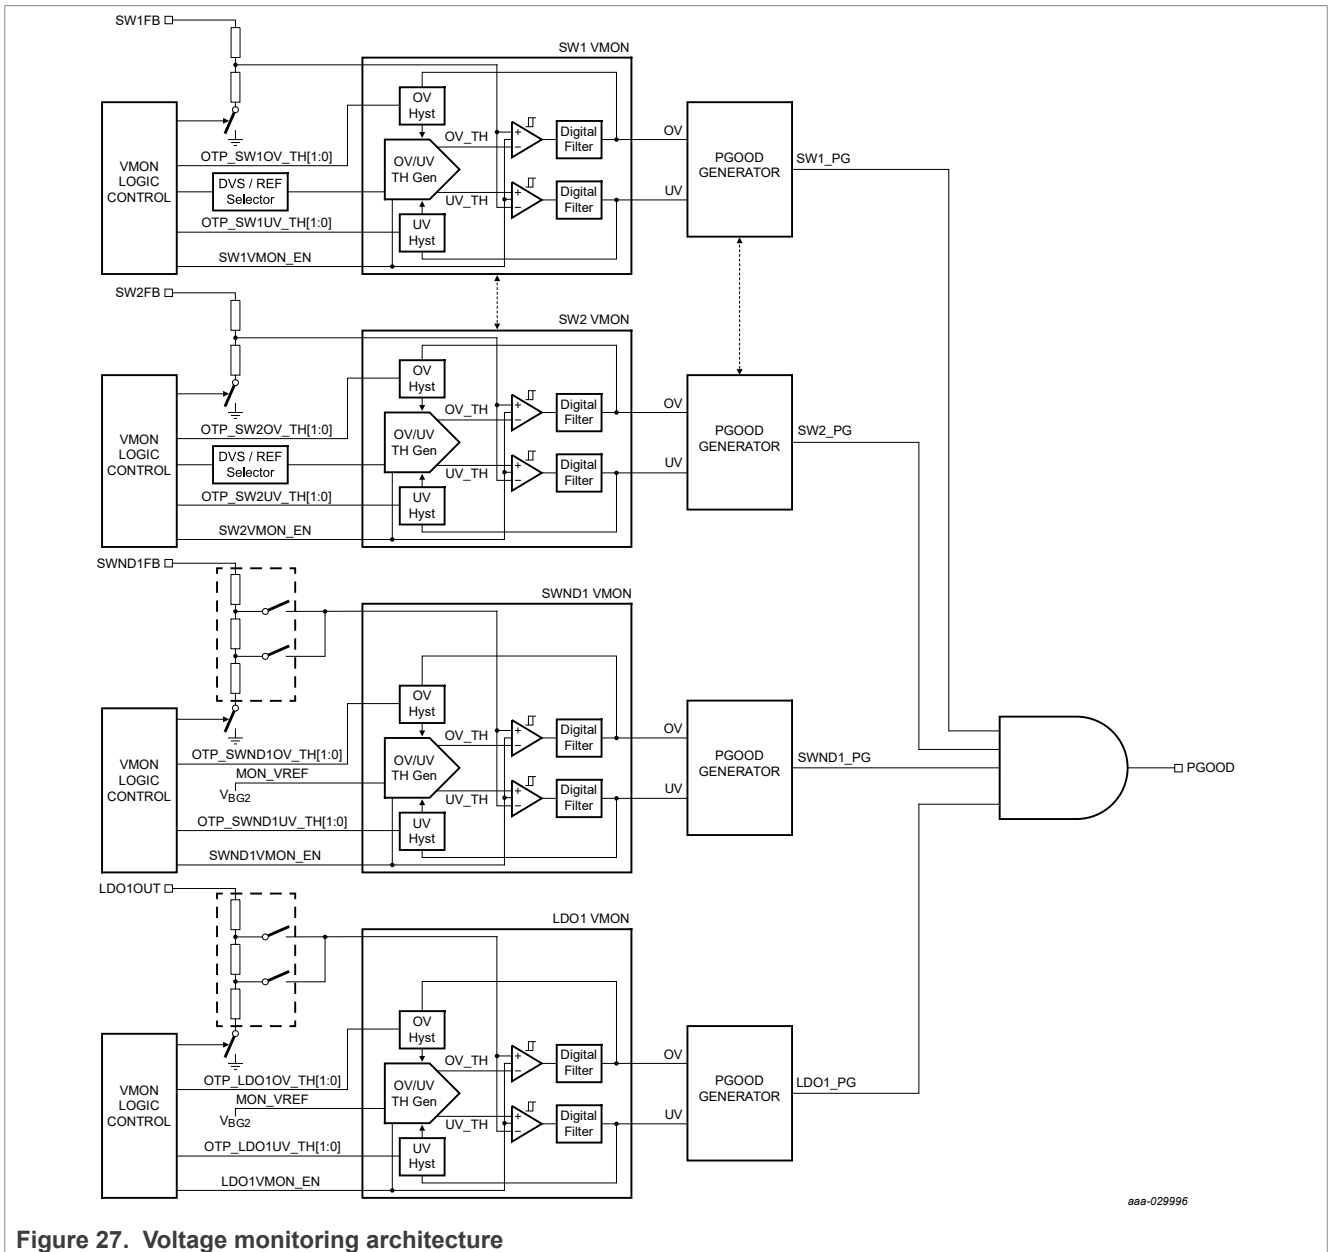 SW1FB
SW1 VMON
VMON
LOGIC
CONTROL
OTP_SW1OV_TH[1:0]
DVS / REF
Selector
OTP_SW1UV_TH[1:0]
SW1VMON_EN
OV
Hyst
OV/UV
TH Gen
UV
Hyst
OV_TH
UV_TH
+
−
+
−
Digital
Filter
Digital
Filter
OV
UV
PGOOD
GENERATOR
SW1_PG
SW2FB
SW2 VMON
VMON
LOGIC
CONTROL
OTP_SW2OV_TH[1:0]
DVS / REF
Selector
OTP_SW2UV_TH[1:0]
SW2VMON_EN
OV
Hyst
OV/UV
TH Gen
UV
Hyst
OV_TH
UV_TH
+
−
+
−
Digital
Filter
Digital
Filter
OV
UV
PGOOD
GENERATOR
SW2_PG
SWND1FB
SWND1 VMON
VMON
LOGIC
CONTROL
OTP_SWND1OV_TH[1:0]
MON_VREF
VBG2
OTP_SWND1UV_TH[1:0]
SWND1VMON_EN
OV
Hyst
OV/UV
TH Gen
UV
Hyst
OV_TH
UV_TH
+
−
+
−
Digital
Filter
Digital
Filter
OV
UV
PGOOD
GENERATOR
SWND1_PG
PGOOD
LDO1OUT
LDO1 VMON
VMON
LOGIC
CONTROL
OTP_LDO1OV_TH[1:0]
MON_VREF
VBG2
OTP_LDO1UV_TH[1:0]
LDO1VMON_EN
OV
Hyst
OV/UV
TH Gen
UV
Hyst
OV_TH
UV_TH
+
−
+
−
Digital
Filter
Digital
Filter
OV
UV
PGOOD
GENERATOR
LDO1_PG
aaa-029996
Figure 27. Voltage monitoring architecture